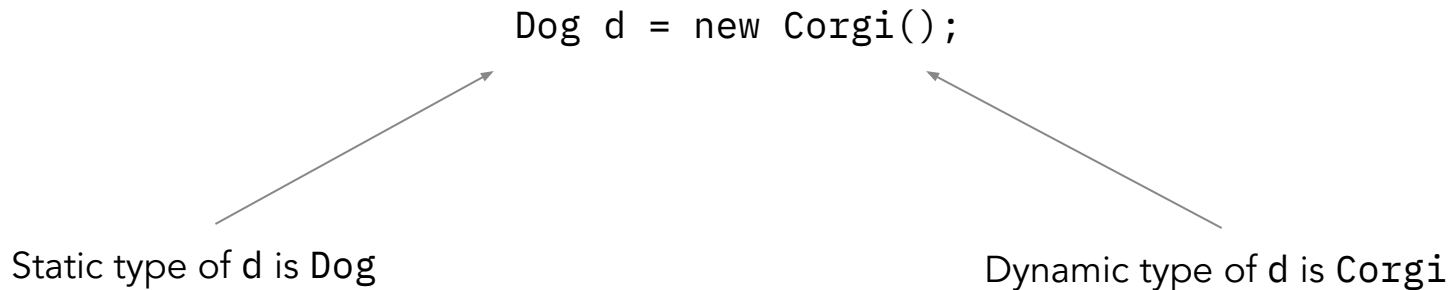 Dog d = new Corgi();
Static type of d is Dog
Dynamic type of d is Corgi